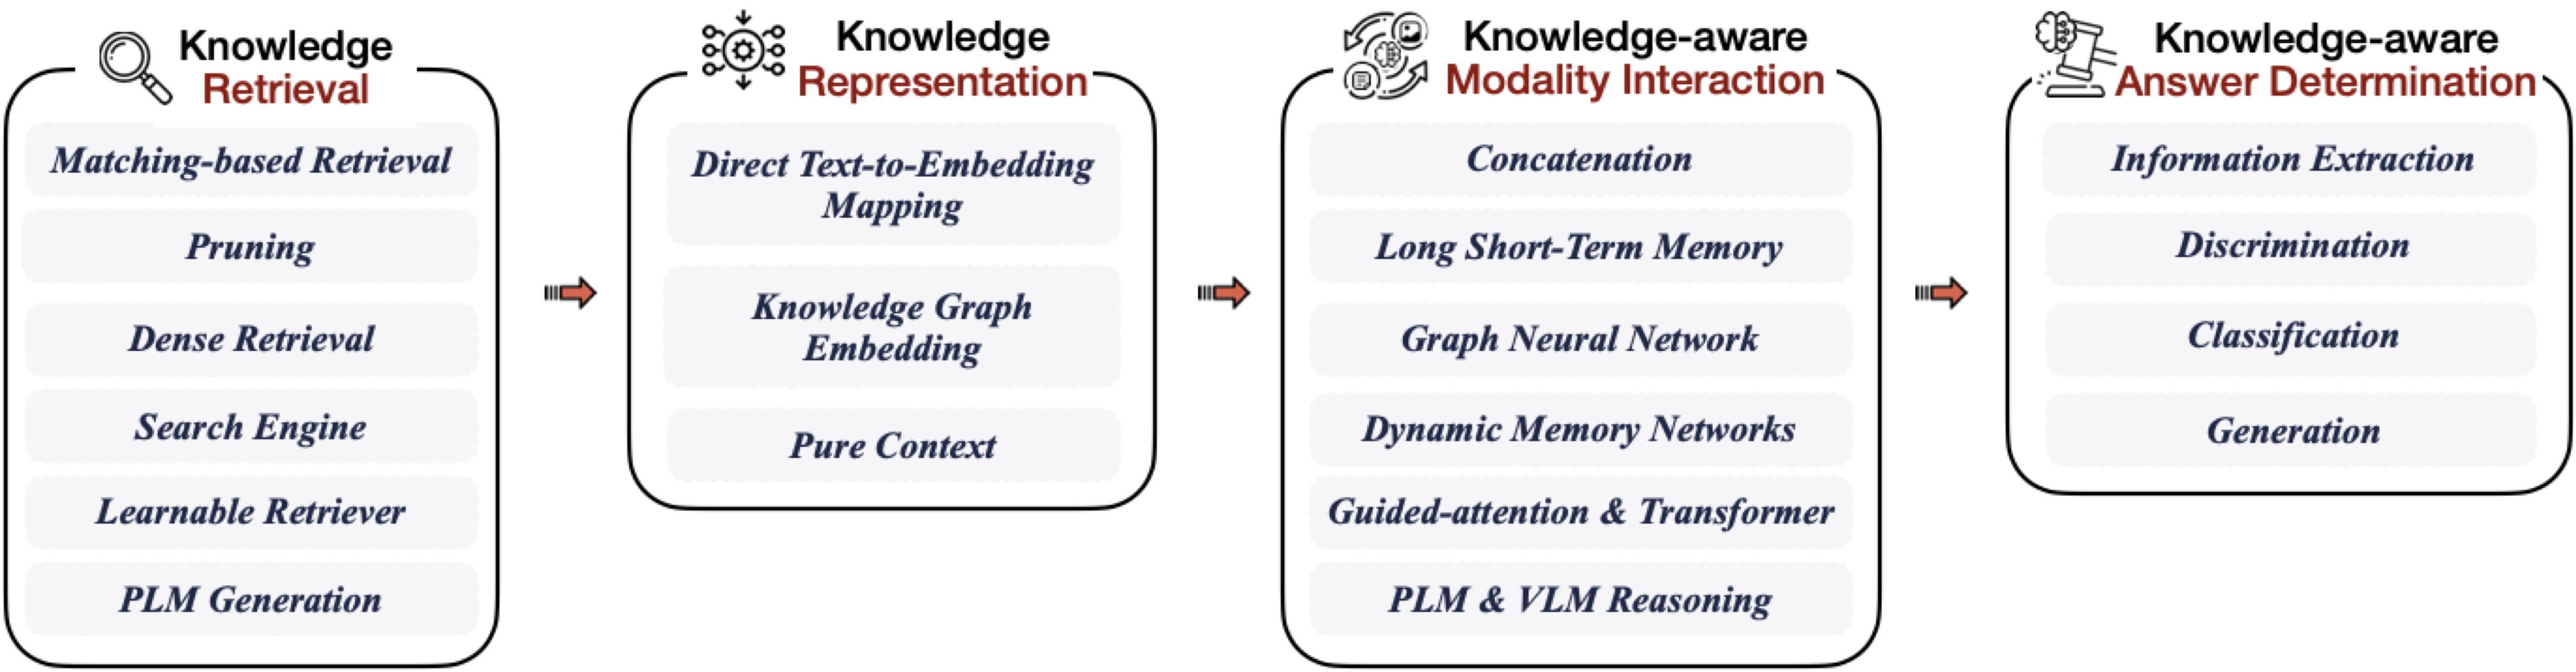 Knowledge
Retrieval
Matching-based Retrieval
Pruning
Dense Retrieval
Search Engine
Learnable Retriever
PLM Generation
Knowledge
Representation
Direct Text-to-Embedding
Mapping
Knowledge Graph
Embedding
Pure Context
Knowledge-aware
Modality Interaction
Concatenation
Long Short-Term Memory
Graph Neural Network
Dynamic Memory Networks
Guided-attention & Transformer
PLM & VLM Reasoning
Knowledge-aware
Answer Determination
Information Extraction
Discrimination
Classification
Generation